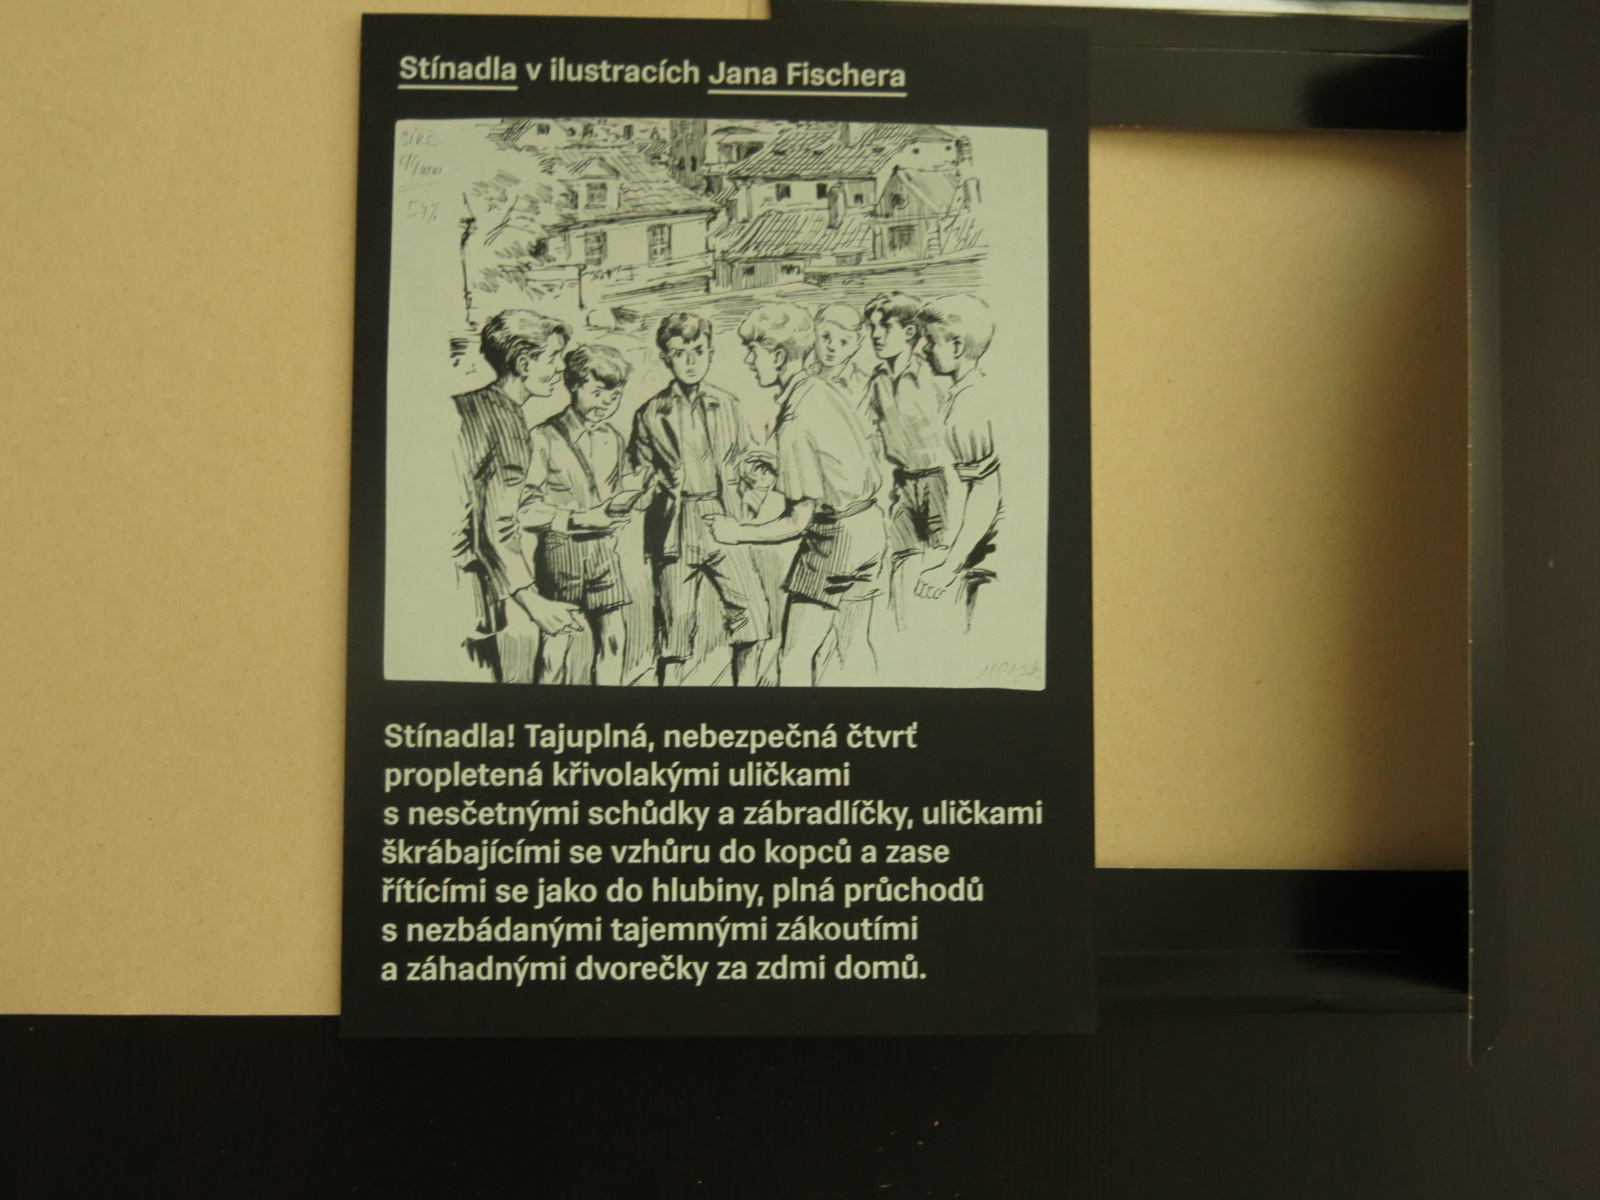 Stínadla v ilustracích Jana Fischera
54%
Stínadla! Tajuplná, nebezpečná čtvrť
propletená křivolakými uličkami
s nesčetnými schůdky a zábradlíčky, uličkami
škrábajícími se vzhůru do kopců a zase
řítícími se jako do hlubiny, plná průchodů
s nezbádanými tajemnými zákoutími
a záhadnými dvorečky za zdmi domů.